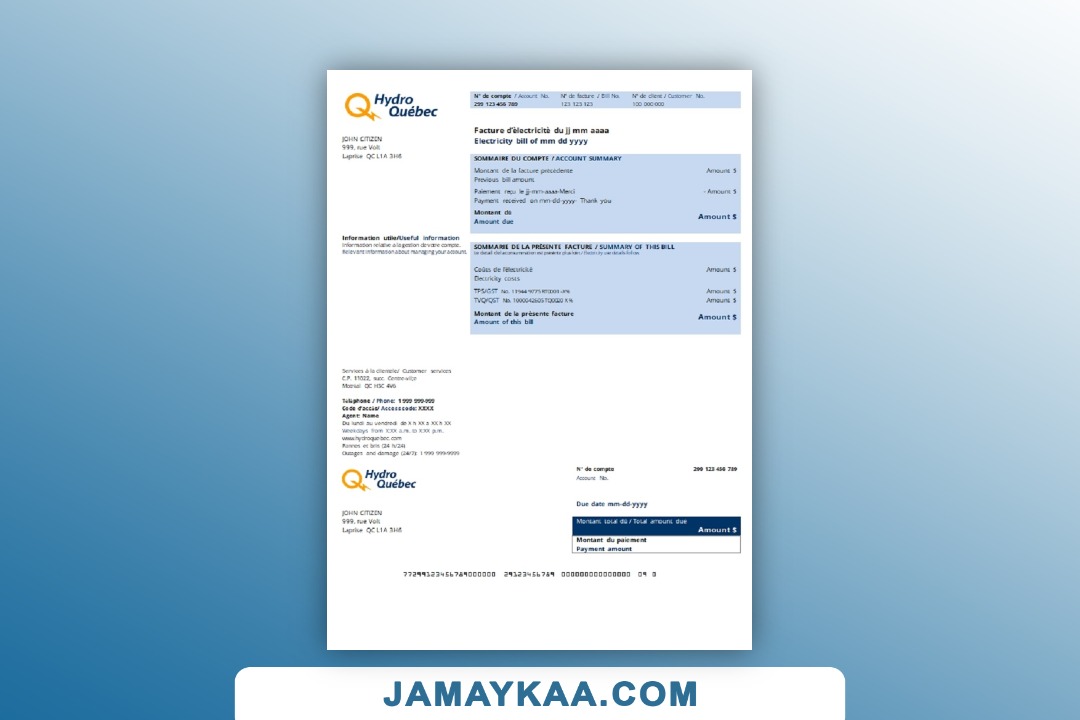 Hydro
Québec
N° de compte / Account No.
299 123 456 789
N° de facture / Bill No.
123 123 123
N° de client / Customer No.
100 000 000
JOHN CITIZEN
999, rue Volt
Laprise QC L1A 3H6
Facture d'électricité du jj mm aaaa
Electricity bill of mm dd yyyy
SOMMAIRE DU COMPTE / ACCOUNT SUMMARY
Montant de la facture précédente Amount $
Previous bill amount
Paiement reçu le jj-mm-aaaa-Merci - Amount $
Payment received on mm-dd-yyyy- Thank you
Montant dû
Amount due Amount $
Information utile/Useful information
Information relative à la gestion de votre compte.
Relevant information about managing your account.
SOMMARIE DE LA PRÉSENTE FACTURE / SUMMARY OF THIS BILL
Coûts de l'électricité Amount $
Electricity costs
TPS/GST No. Amount $
TVQ/QST No. Amount $
Montant de la présente facture
Amount of this bill Amount $
Services à la clientèle/ Customer services
C.P. 11022, succ. Centre-ville
Montreal QC H3C 4V6
Téléphone / Phone: 1 999 999-999
Code d'accès/ Access code: XXXX
Agent: Name
Du lundi au vendredi de X h XX à XX h XX
Weekdays from X:XX a.m. to X:XX p.m.
www.hydroquebec.com
Pannes et bris (24 h/24)
Outages and damage (24/7): 1 999 999-9999
Hydro
Québec
N° de compte 299 123 456 789
Account No.
Due date mm-dd-yyyy
JOHN CITIZEN
999, rue Volt
Laprise QC L1A 3H6
Montant total dû / Total amount due
Amount $
Montant du paiement
Payment amount
JAMAYKAA.COM